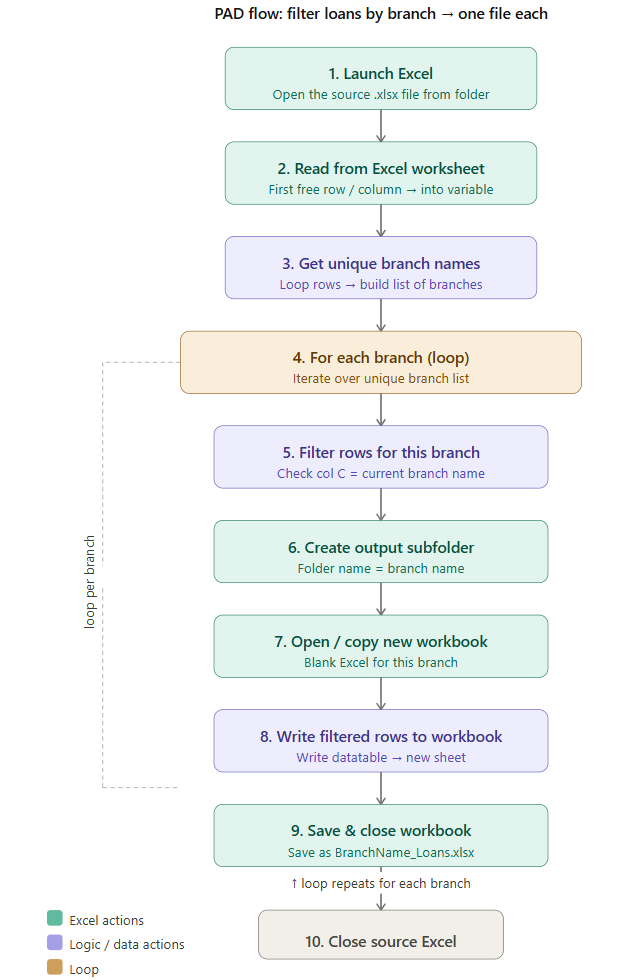 PAD flow: filter loans by branch → one file each
1. Launch Excel
Open the source .xlsx file from folder
2. Read from Excel worksheet
First free row / column → into variable
3. Get unique branch names
Loop rows → build list of branches
4. For each branch (loop)
Iterate over unique branch list
5. Filter rows for this branch
Check col C = current branch name
6. Create output subfolder
Folder name = branch name
loop per branch
7. Open / copy new workbook
Blank Excel for this branch
8. Write filtered rows to workbook
Write datatable → new sheet
9. Save & close workbook
Save as BranchName_Loans.xlsx
↑ loop repeats for each branch
10. Close source Excel
Excel actions
Logic / data actions
Loop